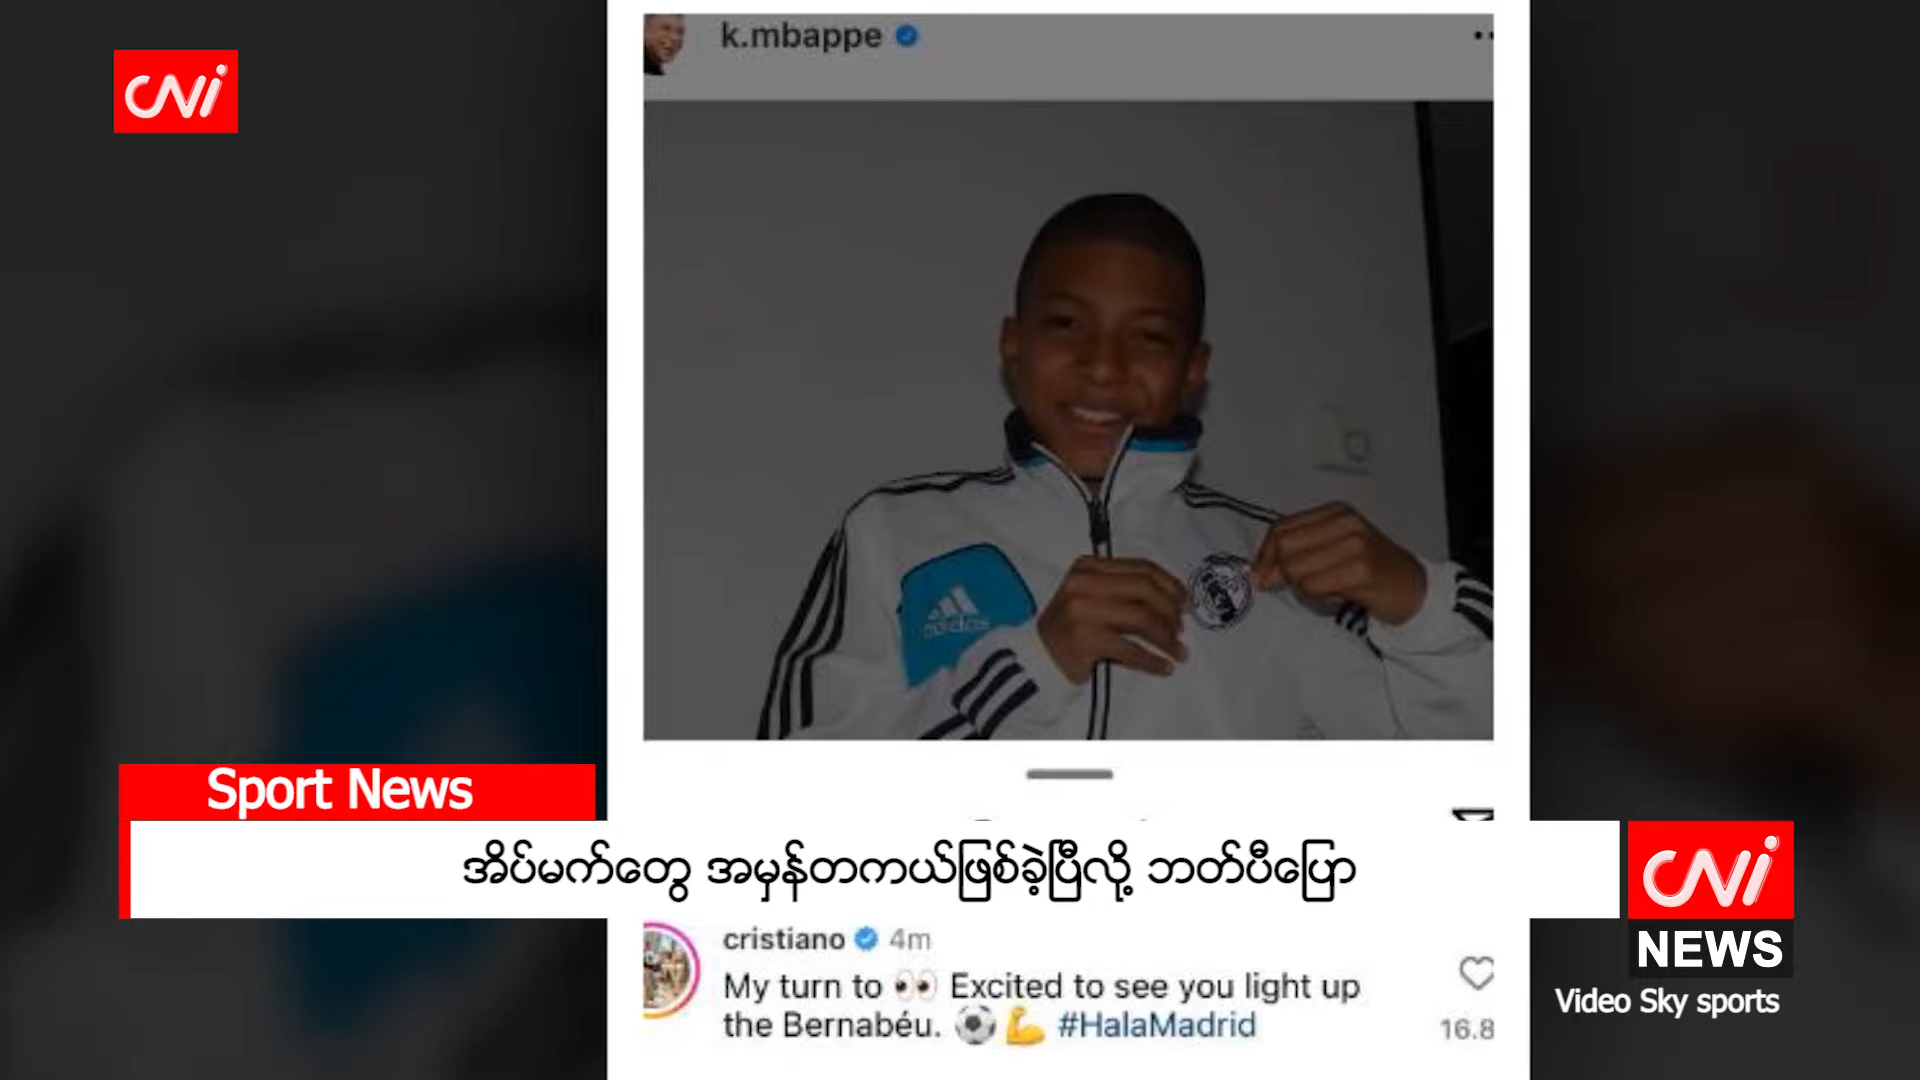 CNi
k.mbappe
adidas
Sport News
အိပ်မက်တွေ အမှန်တကယ်ဖြစ်ခဲ့ပြီလို့ ဘတ်ပီပြော
CNi
NEWS
Video Sky sports
cristiano 4m
My turn to 👀 Excited to see you light up
the Bernabéu. ⚽💪 #HalaMadrid
16.8